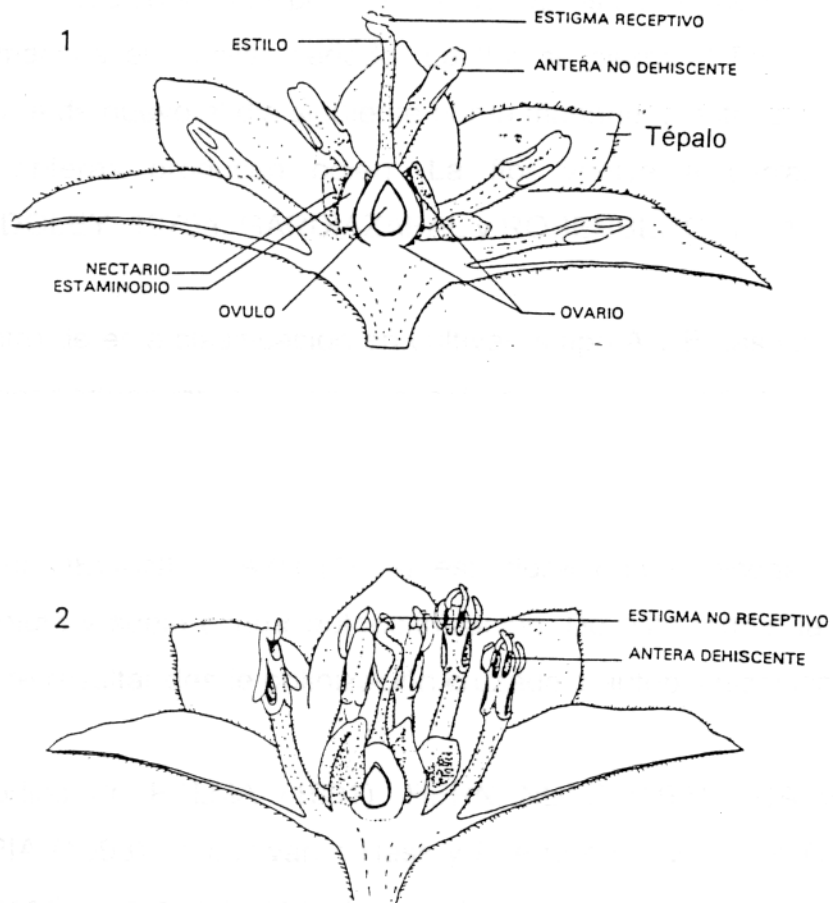 1
ESTIGMA RECEPTIVO
ESTILO
ANTERA NO DEHISCENTE
Tépalo
NECTARIO
ESTAMINODIO
OVULO
OVARIO
2
ESTIGMA NO RECEPTIVO
ANTERA DEHISCENTE